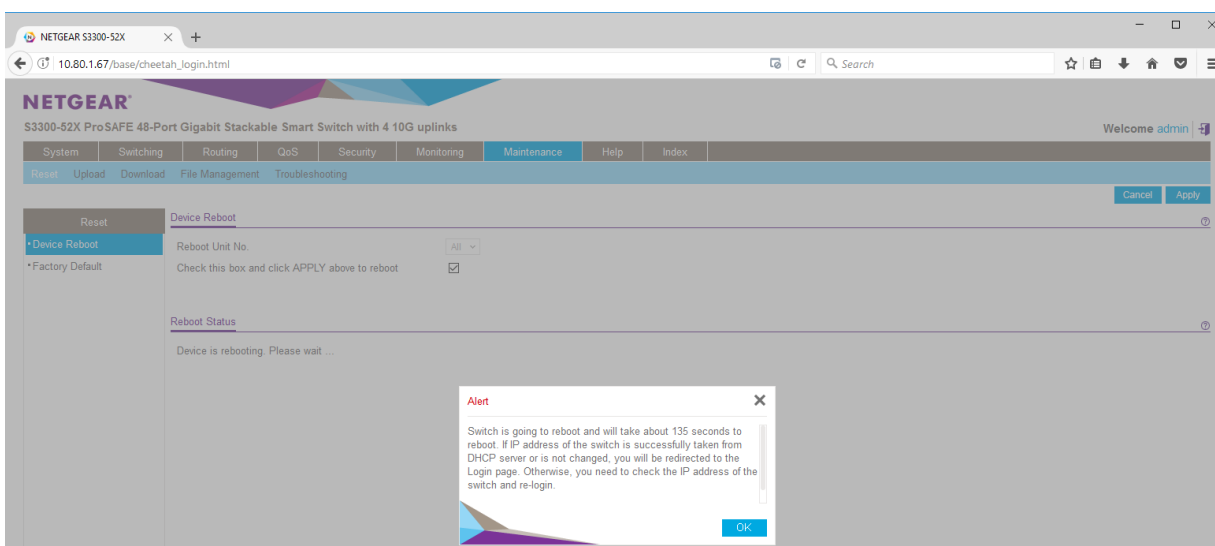 NETGEAR S3300-52X
10.80.1.67/base/cheetah_login.html
Search
NETGEAR®
S3300-52X ProSAFE 48-Port Gigabit Stackable Smart Switch with 4 10G uplinks
Welcome admin
System Switching Routing QoS Security Monitoring Maintenance Help Index
Reset Upload Download File Management Troubleshooting
Cancel Apply
Reset
Device Reboot
Factory Default
Device Reboot
Reboot Unit No. All
Check this box and click APPLY above to reboot
Reboot Status
Device is rebooting. Please wait ...
Alert
Switch is going to reboot and will take about 135 seconds to
reboot. If IP address of the switch is successfully taken from
DHCP server or is not changed, you will be redirected to the
Login page. Otherwise, you need to check the IP address of the
switch and re-login.
OK